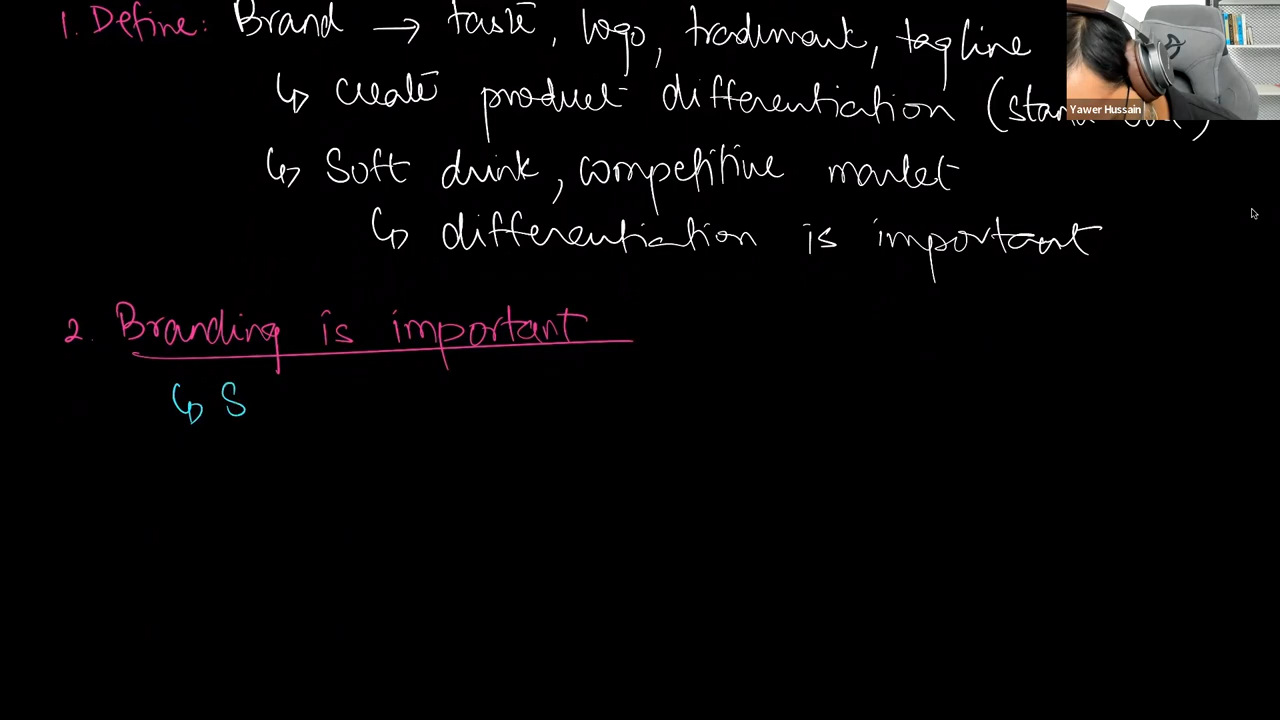 1. Define: Brand → taste, logo, trademark, tagline
↳ create product differentiation (stand
Yawer Hussain
↳ Soft drink, competitive market
↳ differentiation is important
2. Branding is important
↳ S